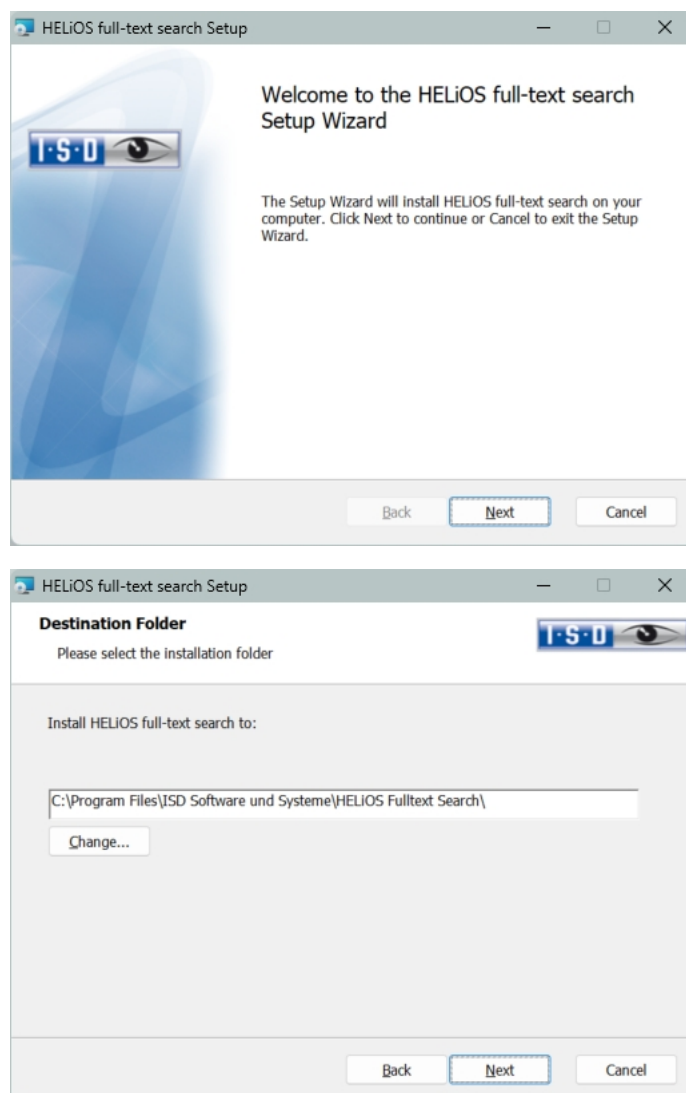 HELiOS full-text search Setup
Welcome to the HELiOS full-text search
Setup Wizard
I·S·D
The Setup Wizard will install HELiOS full-text search on your
computer. Click Next to continue or Cancel to exit the Setup
Wizard.
Back Next Cancel
HELiOS full-text search Setup
Destination Folder
I·S·D
Please select the installation folder
Install HELiOS full-text search to:
C:\Program Files\ISD Software und Systeme\HELiOS Fulltext Search\
Change...
Back Next Cancel